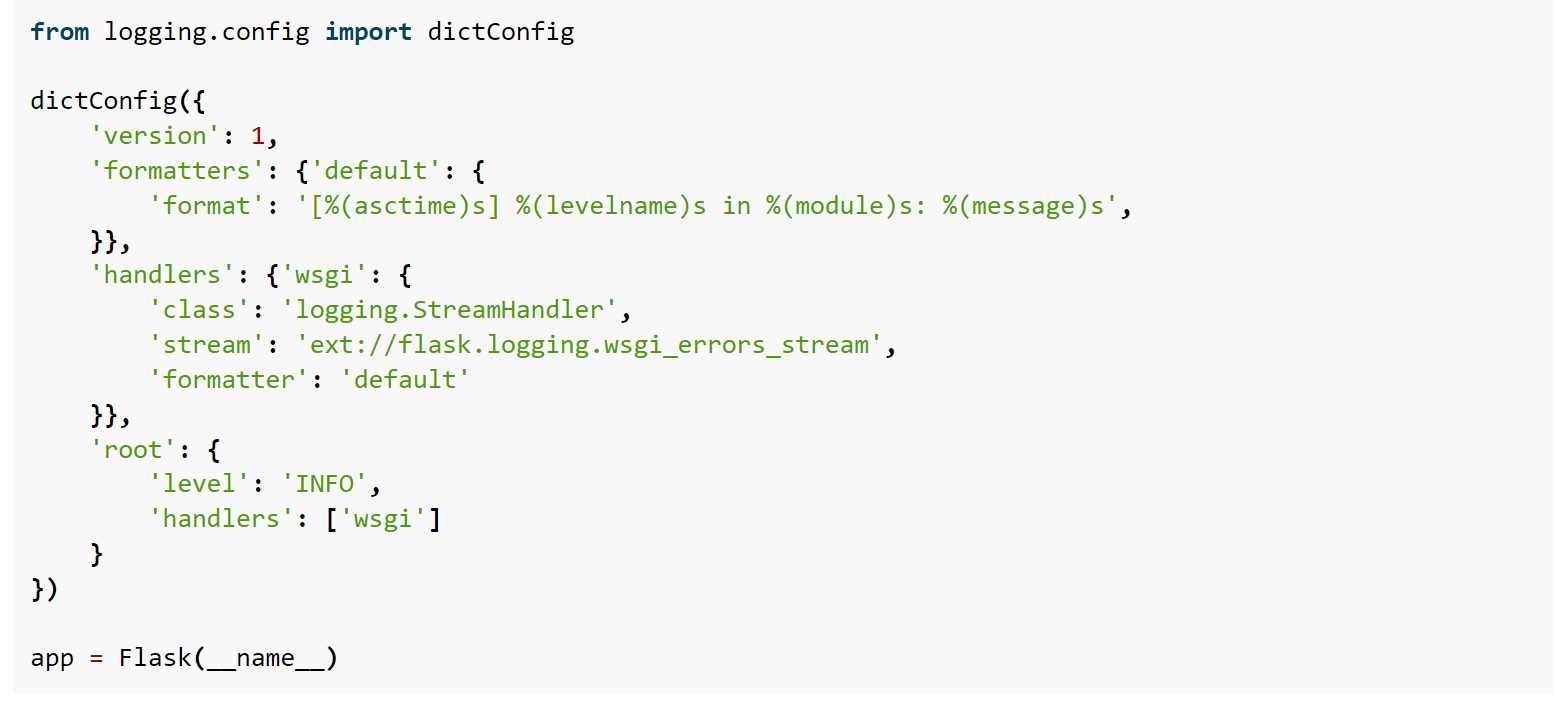 from logging.config import dictConfig

dictConfig({
    'version': 1,
    'formatters': {'default': {
        'format': '[%(asctime)s] %(levelname)s in %(module)s: %(message)s',
    }},
    'handlers': {'wsgi': {
        'class': 'logging.StreamHandler',
        'stream': 'ext://flask.logging.wsgi_errors_stream',
        'formatter': 'default'
    }},
    'root': {
        'level': 'INFO',
        'handlers': ['wsgi']
    }
})

app = Flask(__name__)